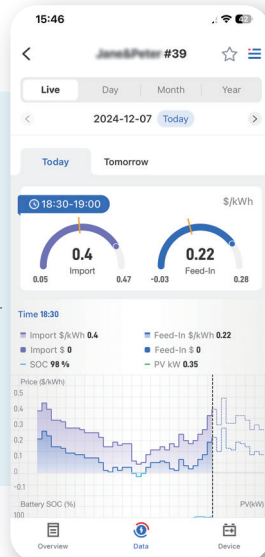 15:46
42
#39
Live Day Month Year
2024-12-07 Today
Today Tomorrow
18:30-19:00 $/kWh
0.4 0.22
Import Feed-In
0.05 0.47 -0.03 0.28
Time 18:30
Import $/kWh 0.4 Feed-In $/kWh 0.22
Import $ 0 Feed-In $ 0
SOC 98 % PV kW 0.35
Price ($/kWh)
0.5
0.4
0.3
0.2
0.1
0
-0.1
Battery SOC (%) PV(kW)
100
Overview Data Device